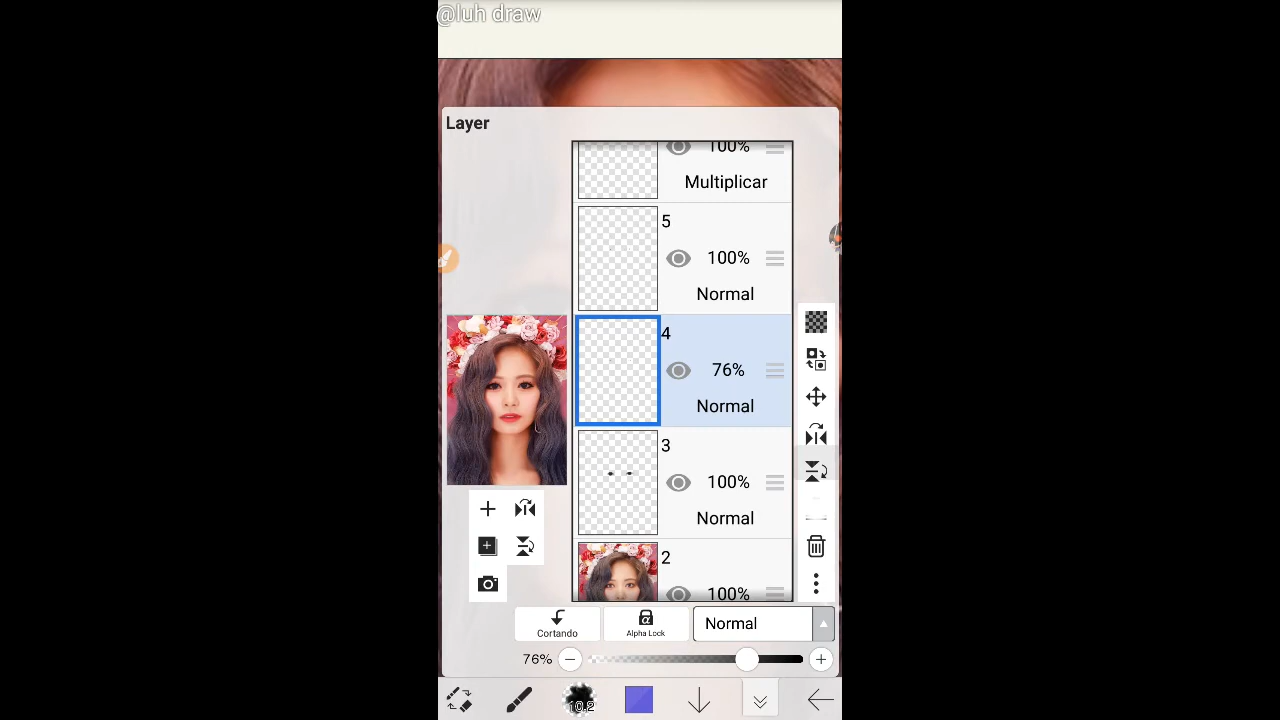 @luh draw
Layer
100%
Multiplicar
5
100%
Normal
4
76%
Normal
3
100%
Normal
2
100%
Cortando
Alpha Lock
Normal
76%
10.2